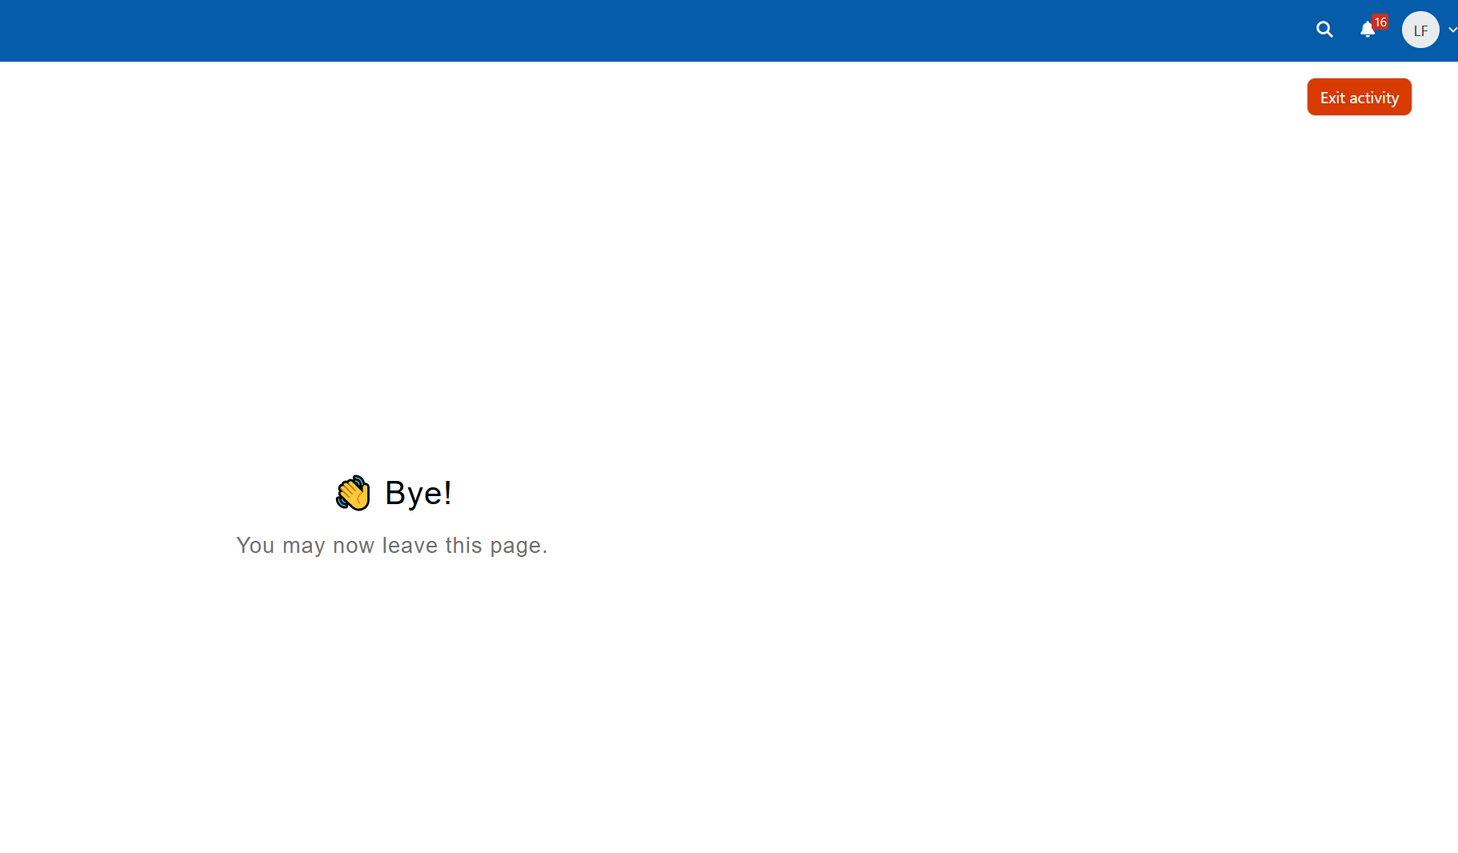 16
LF
Exit activity
👋 Bye!
You may now leave this page.